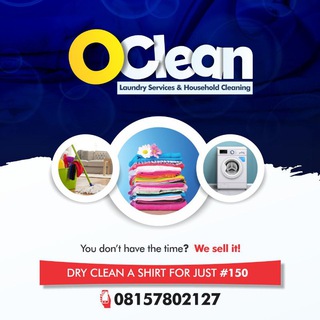 OClean
Laundry Services & Household Cleaning
You don't have the time? We sell it!
DRY CLEAN A SHIRT FOR JUST #150
08157802127